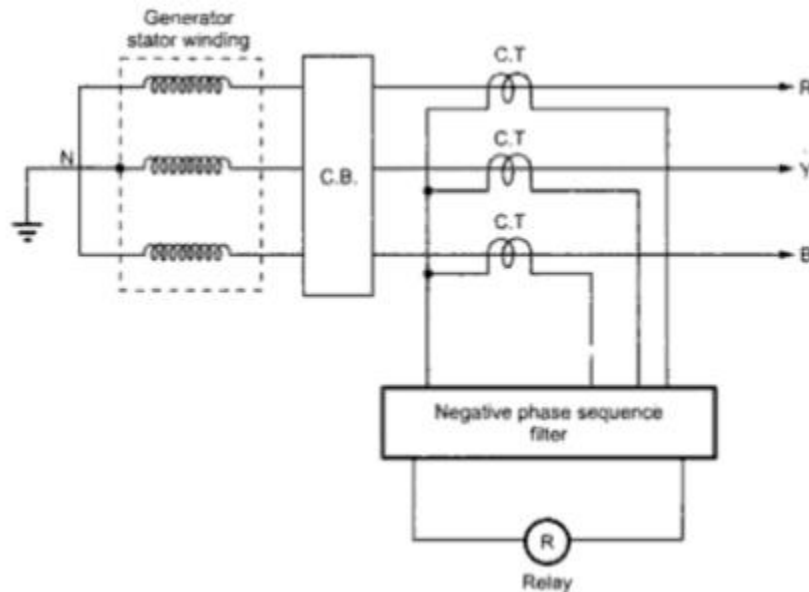 Generator
stator winding
C.T
R
N
C.T
Y
C.B.
C.T
B
Negative phase sequence
filter
R
Relay